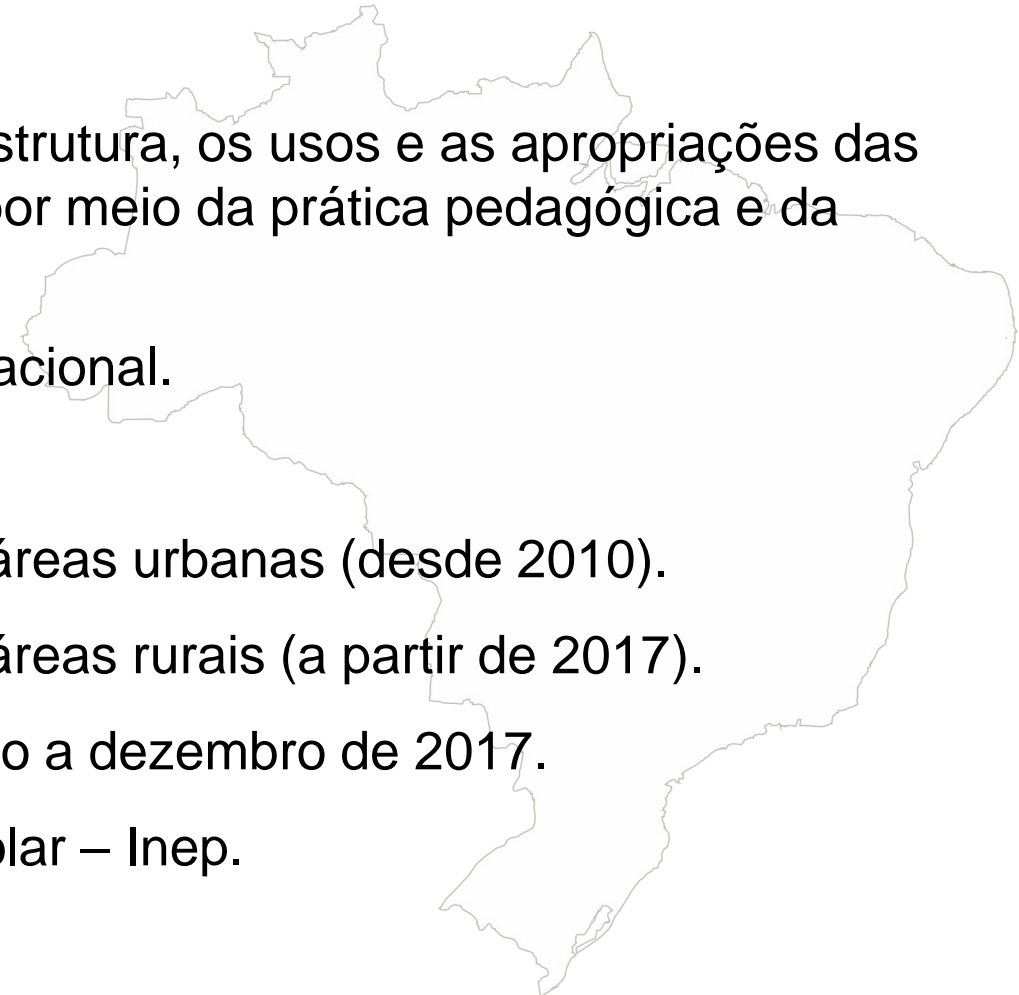 strutura, os usos e as apropriações das
por meio da prática pedagógica e da
acional.
áreas urbanas (desde 2010).
áreas rurais (a partir de 2017).
o a dezembro de 2017.
olar – Inep.